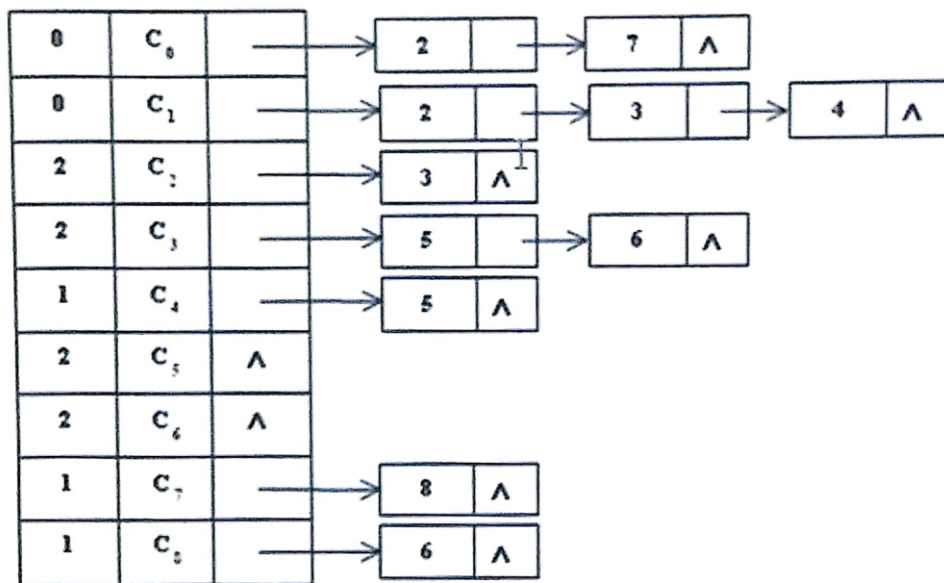 0 C₀ 2 7 ∧
0 C₁ 2 3 4 ∧
2 C₂ 3 ∧
2 C₃ 5 6 ∧
1 C₄ 5 ∧
2 C₅ ∧
2 C₆ ∧
1 C₇ 8 ∧
1 C₈ 6 ∧